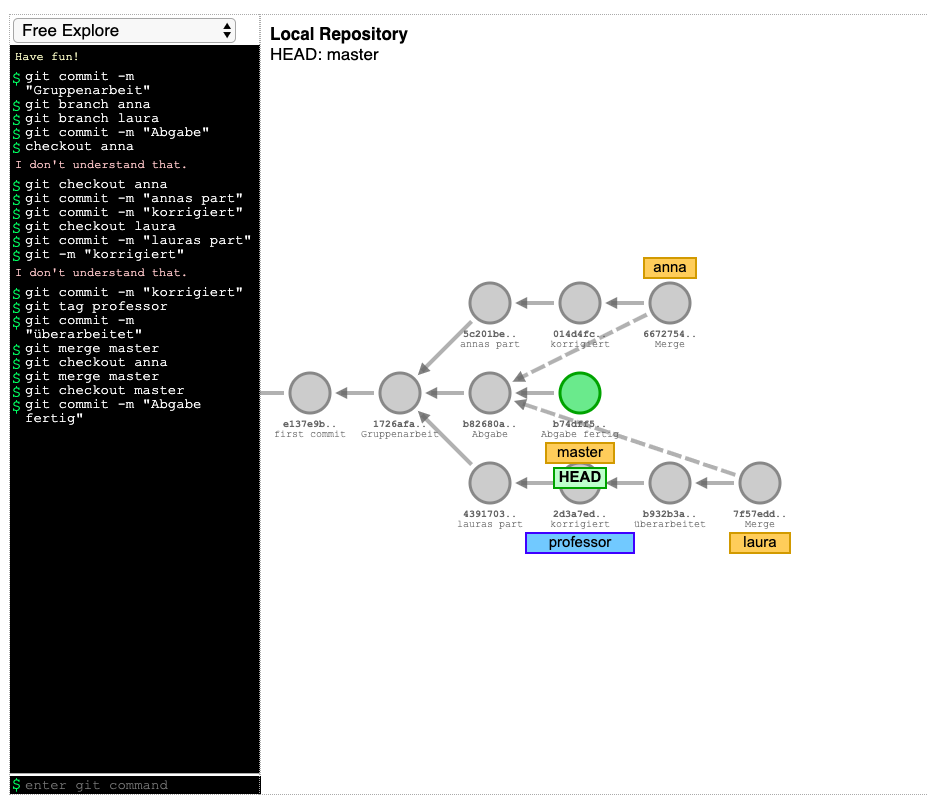 Free Explore
Have fun!
$ git commit -m
"Gruppenarbeit"
$ git branch anna
$ git branch laura
$ git commit -m "Abgabe"
$ checkout anna
I don't understand that.
$ git checkout anna
$ git commit -m "annas part"
$ git commit -m "korrigiert"
$ git checkout laura
$ git commit -m "lauras part"
$ git -m "korrigiert"
I don't understand that.
$ git commit -m "korrigiert"
$ git tag professor
$ git commit -m
"überarbeitet"
$ git merge master
$ git checkout anna
$ git merge master
$ git checkout master
$ git commit -m "Abgabe
fertig"
$ enter git command
Local Repository
HEAD: master
anna
5c201be.. 014d4fc.. 6672754..
annas part korrigiert Merge
e137e9b.. 1726afa.. b82680a.. b74dff5..
first commit Gruppenarbeit Abgabe Abgabe fertig
master
HEAD
4391703.. 2d3a7ed.. b932b3a.. 7f57edd..
lauras part korrigiert überarbeitet Merge
professor laura